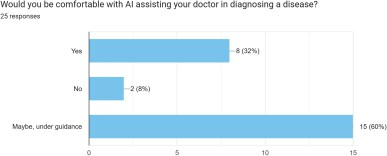 Would you be comfortable with AI assisting your doctor in diagnosing a disease?
25 responses
Yes
8 (32%)
No
2 (8%)
Maybe, under guidance
15 (60%)
0
5
10
15